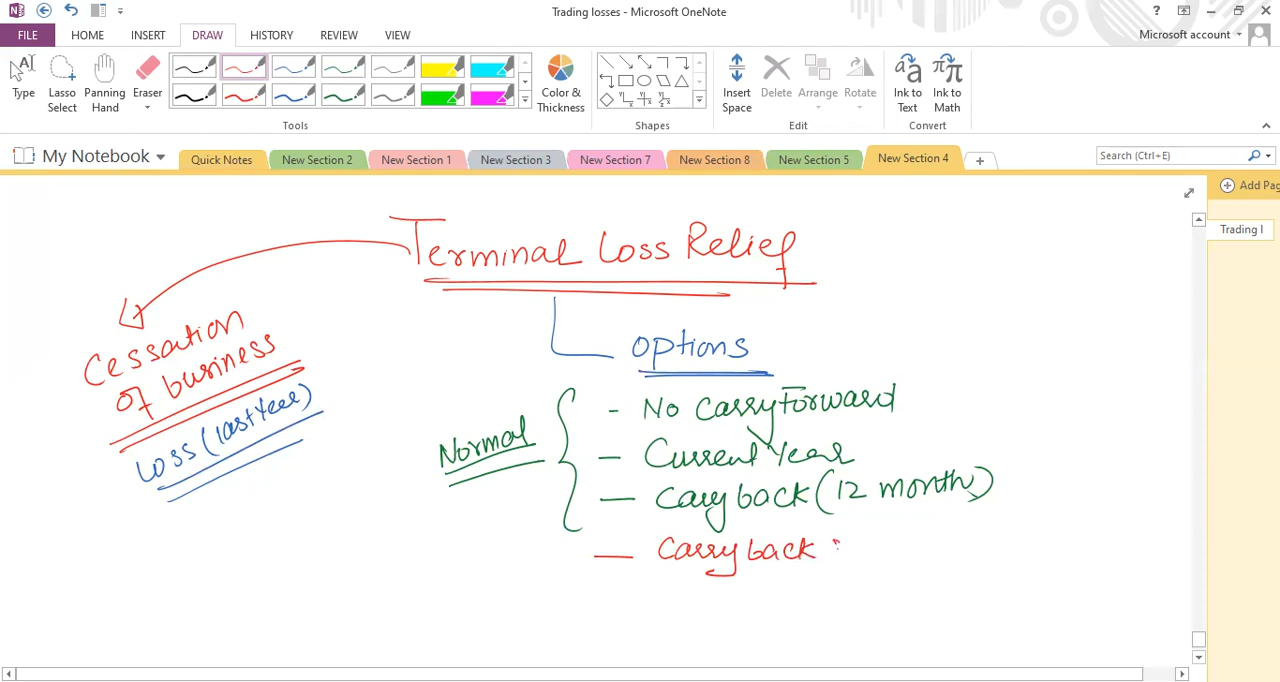 Trading losses - Microsoft OneNote
FILE HOME INSERT DRAW HISTORY REVIEW VIEW
Microsoft account
Type
Lasso Select
Panning Hand
Eraser
Color & Thickness
Insert Space
Delete
Arrange
Rotate
Ink to Text
Ink to Math
Tools
Shapes
Edit
Convert
My Notebook
Quick Notes
New Section 2
New Section 1
New Section 3
New Section 7
New Section 8
New Section 5
New Section 4
Search (Ctrl+E)
Add Pag
Trading l
Terminal Loss Relief
Cessation
of business
Loss (last Year)
Options
Normal
- No Carry Forward
- Current Year
- Carry back (12 month)
- Carry back